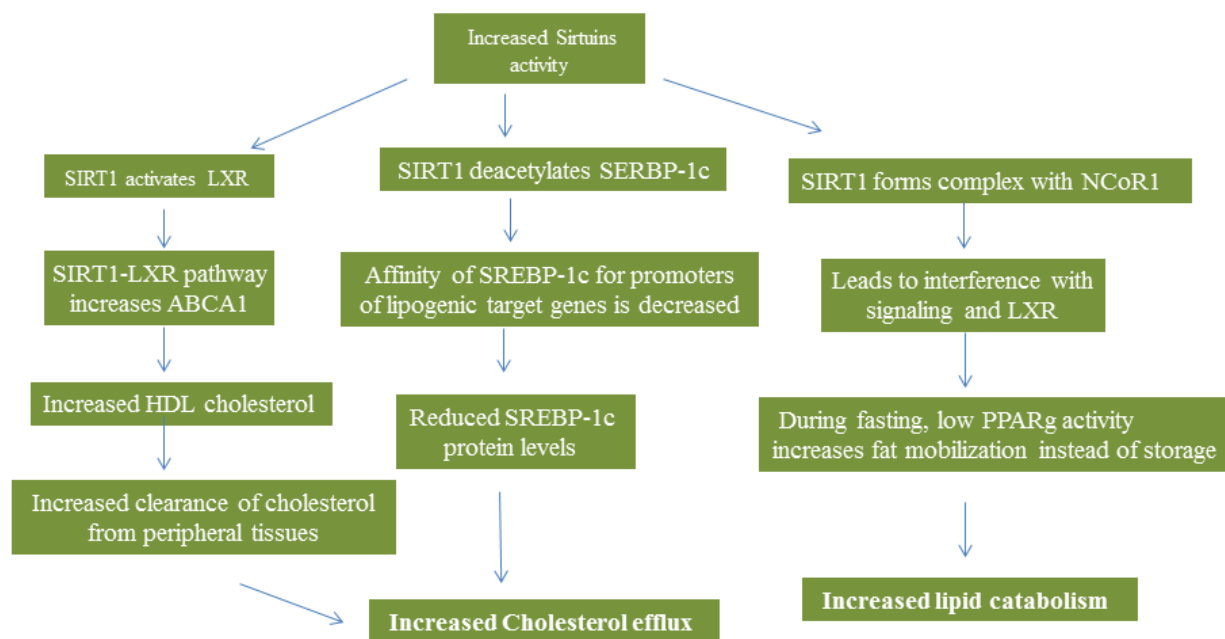 Increased Sirtuins
activity
SIRT1 activates LXR
SIRT1 deacetylates SERBP-1c
SIRT1 forms complex with NCoR1
SIRT1-LXR pathway
increases ABCA1
Affinity of SREBP-1c for promoters
of lipogenic target genes is decreased
Leads to interference with
signaling and LXR
Increased HDL cholesterol
Reduced SREBP-1c
protein levels
During fasting, low PPARg activity
increases fat mobilization instead of storage
Increased clearance of cholesterol
from peripheral tissues
Increased Cholesterol efflux
Increased lipid catabolism